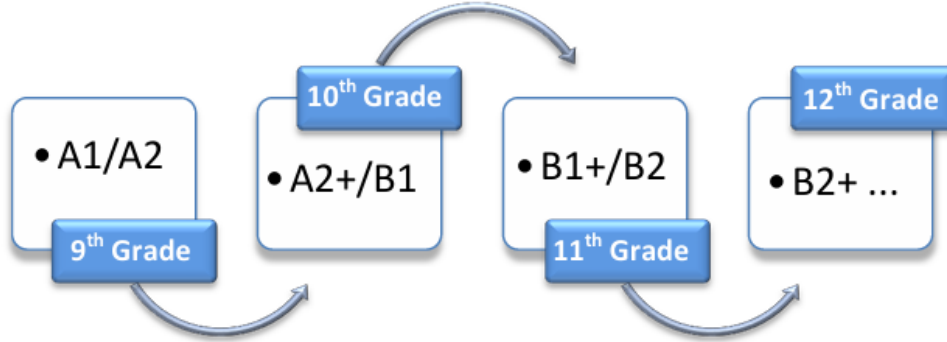 • A1/A2
9th Grade
10th Grade
• A2+/B1
• B1+/B2
11th Grade
12th Grade
• B2+ ...